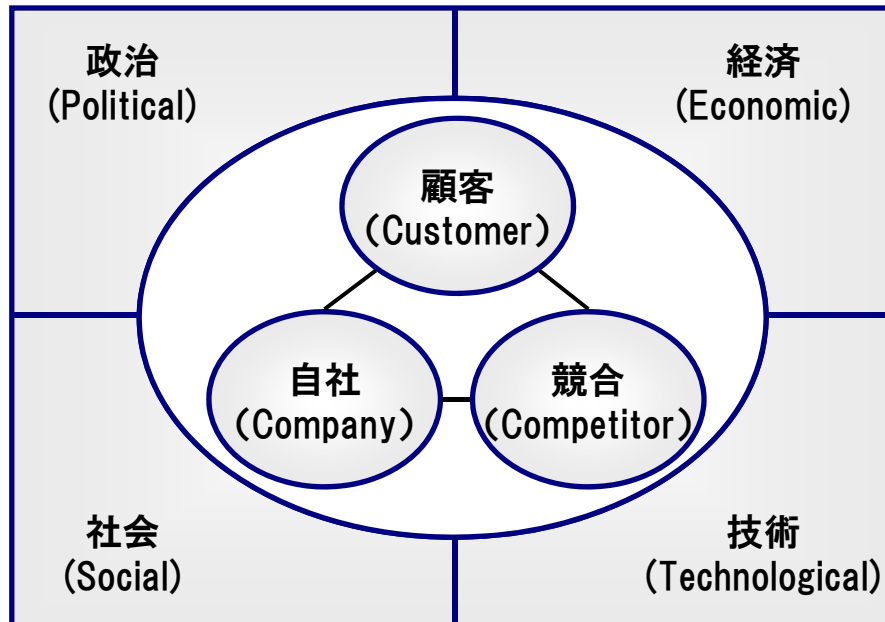 政治
(Political)
経済
(Economic)
顧客
（Customer）
自社
（Company）
競合
（Competitor）
社会
(Social)
技術
(Technological)